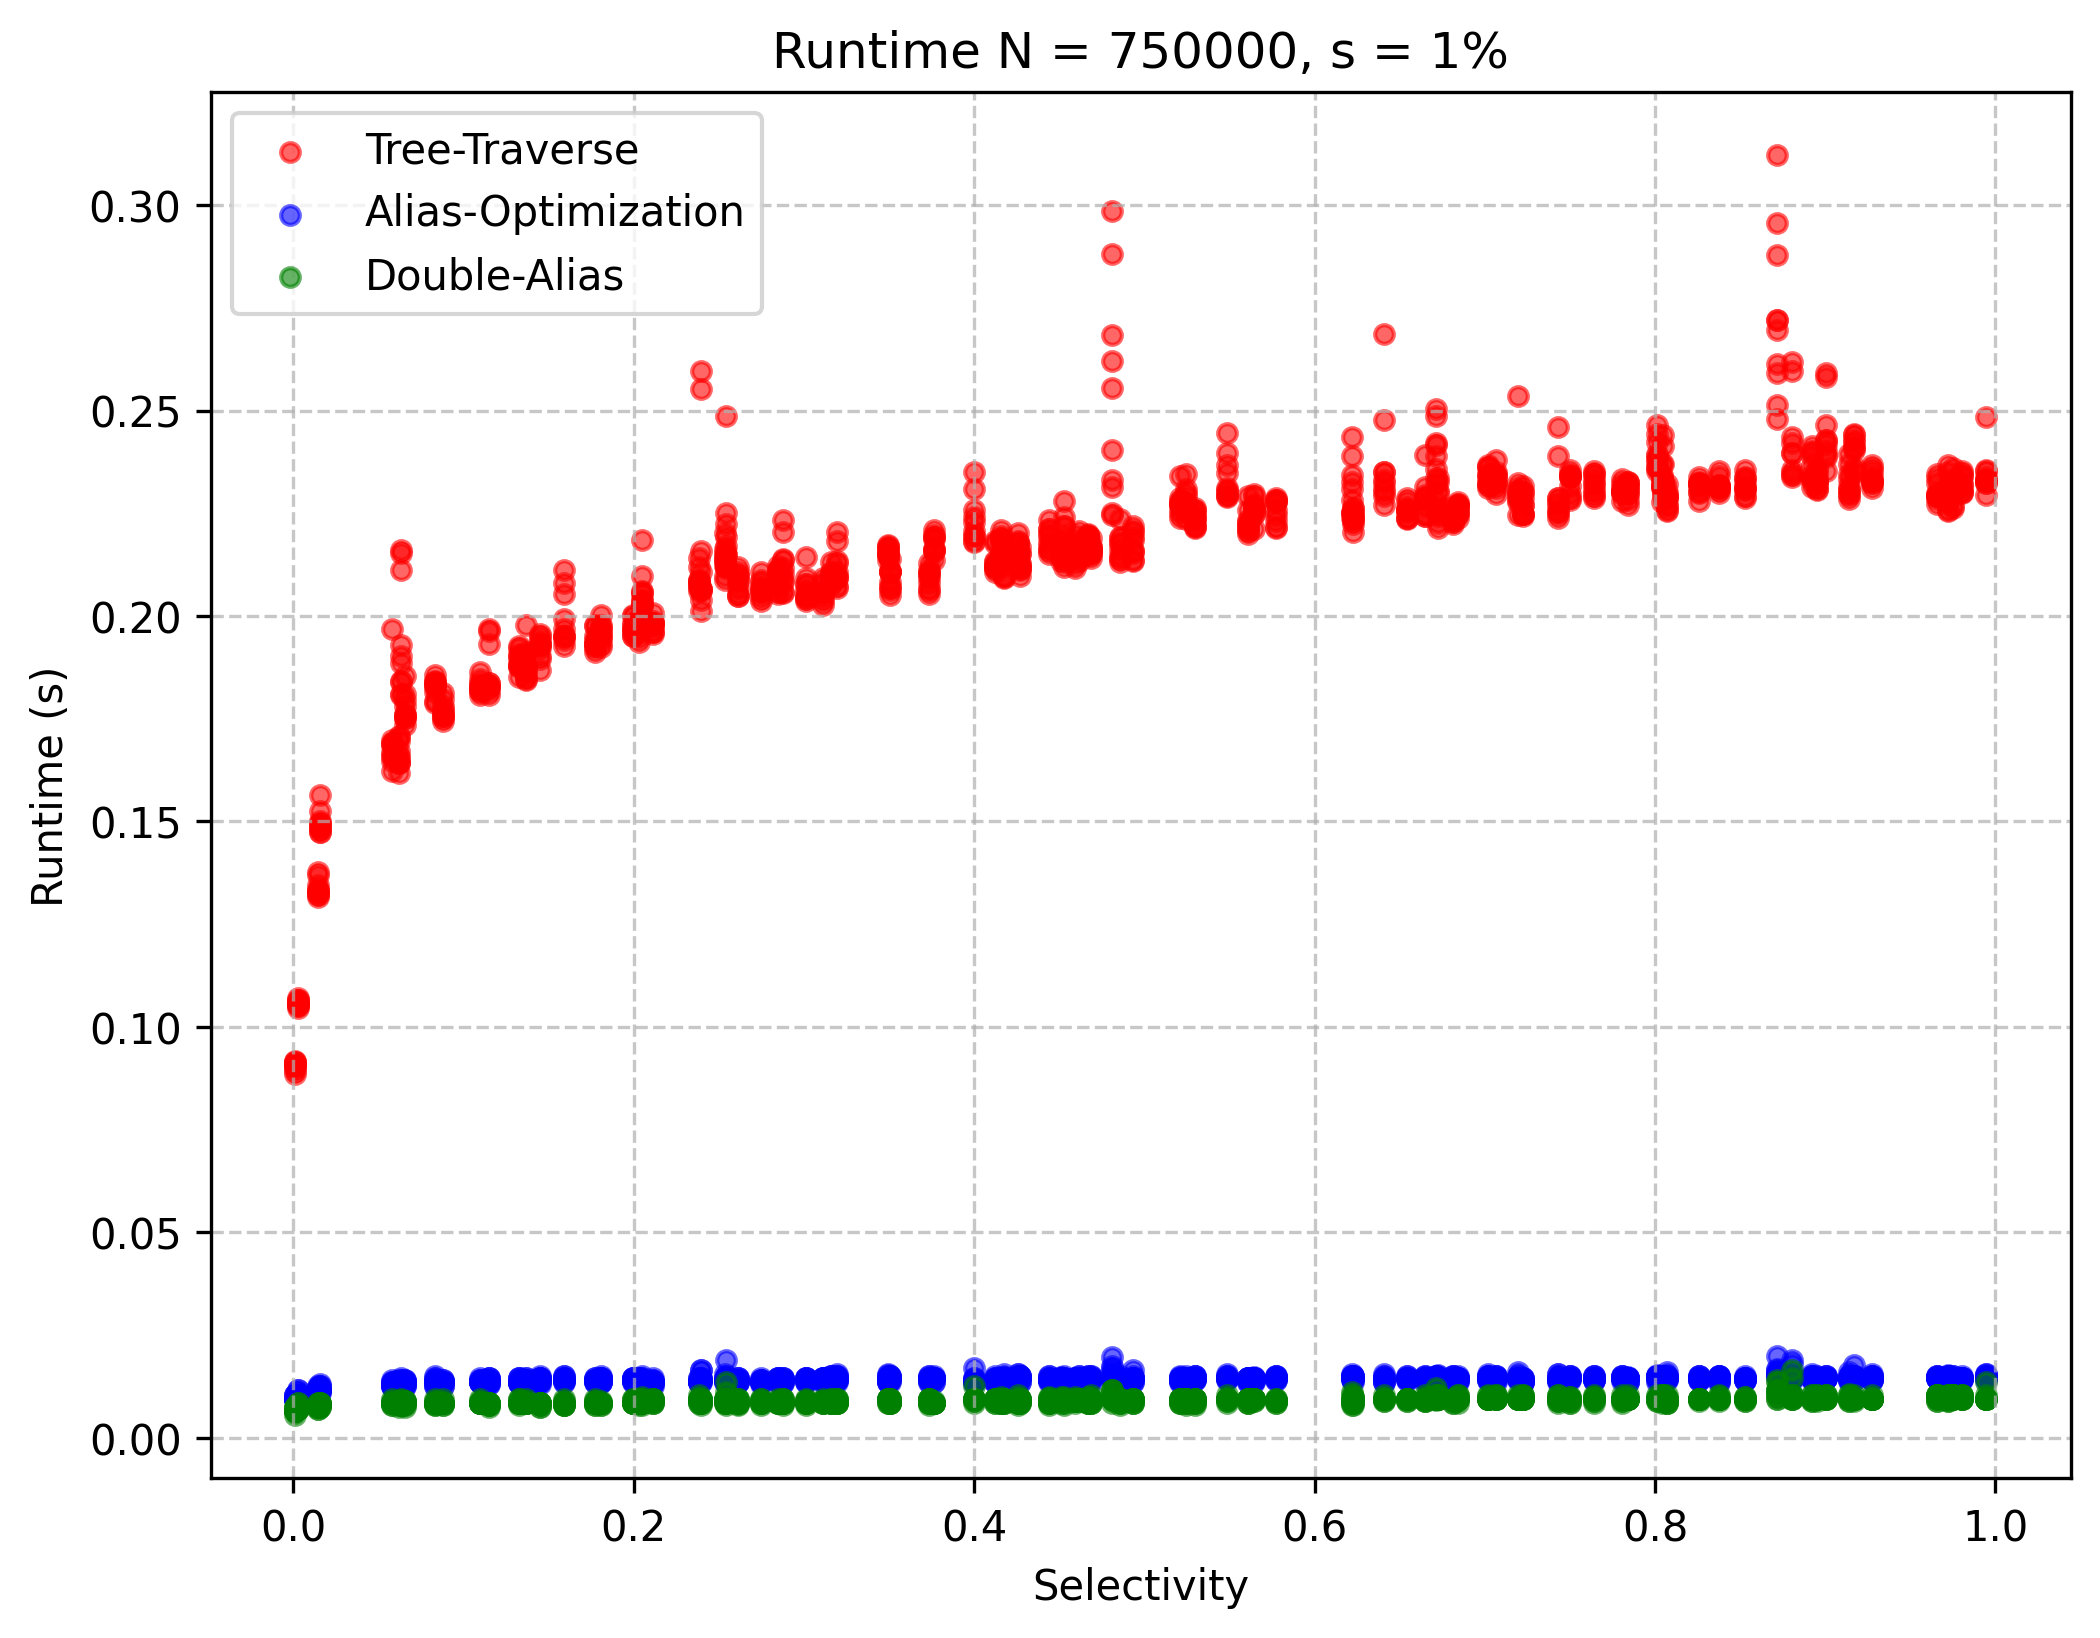 Runtime N = 750000, s = 1%
Tree-Traverse
Alias-Optimization
Double-Alias
Runtime (s)
0.30
0.25
0.20
0.15
0.10
0.05
0.00
0.0 0.2 0.4 0.6 0.8 1.0
Selectivity